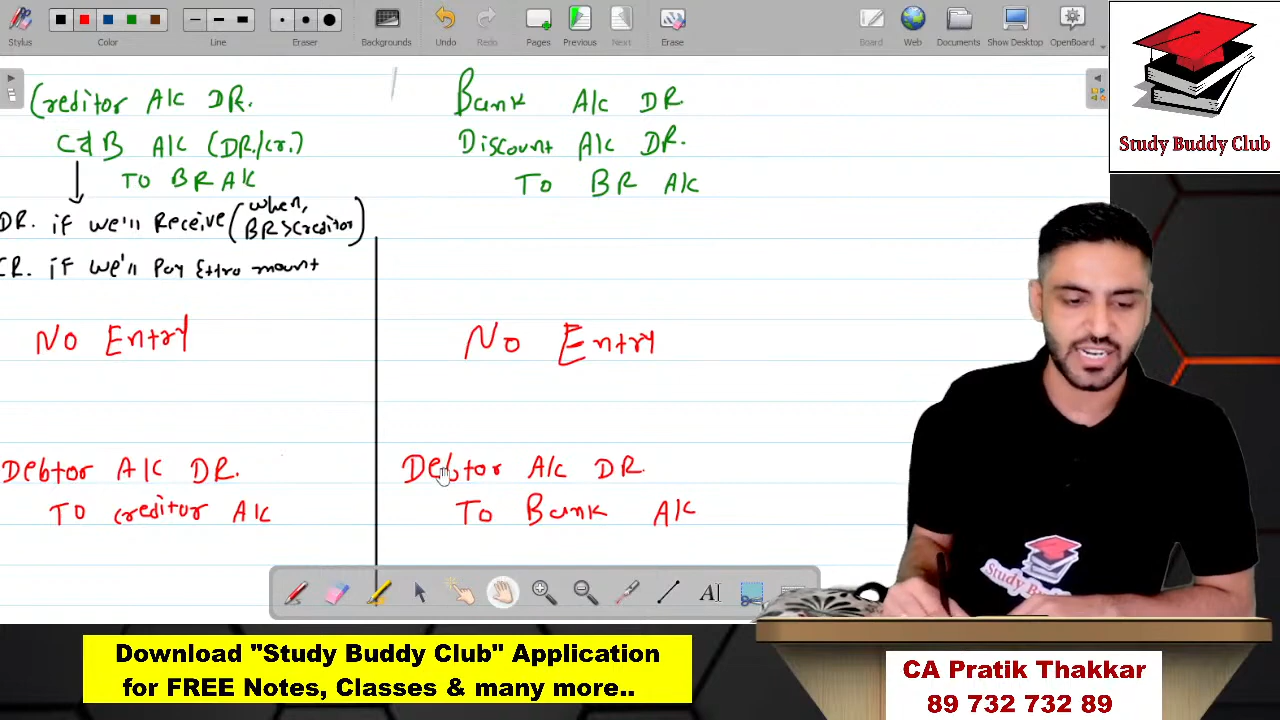 Stylus
Color
Line
Eraser
Backgrounds
Undo
Redo
Pages
Previous
Next
Erase
Board
Web
Documents
Show Desktop
OpenBoard
Study Buddy Club
Creditor A/C DR.
C&B A/C (DR./Cr.)
TO BR A/C
DR. if we'll Receive (when, BR>Creditor)
CR. if we'll Pay Extra mount
NO Entry
Debtor A/C DR.
TO creditor A/C
Bank A/C DR.
Discount A/C DR.
TO BR A/C
NO Entry
Debtor A/C DR.
TO Bank A/C
Study Buddy Club
Download "Study Buddy Club" Application
for FREE Notes, Classes & many more..
CA Pratik Thakkar
89 732 732 89